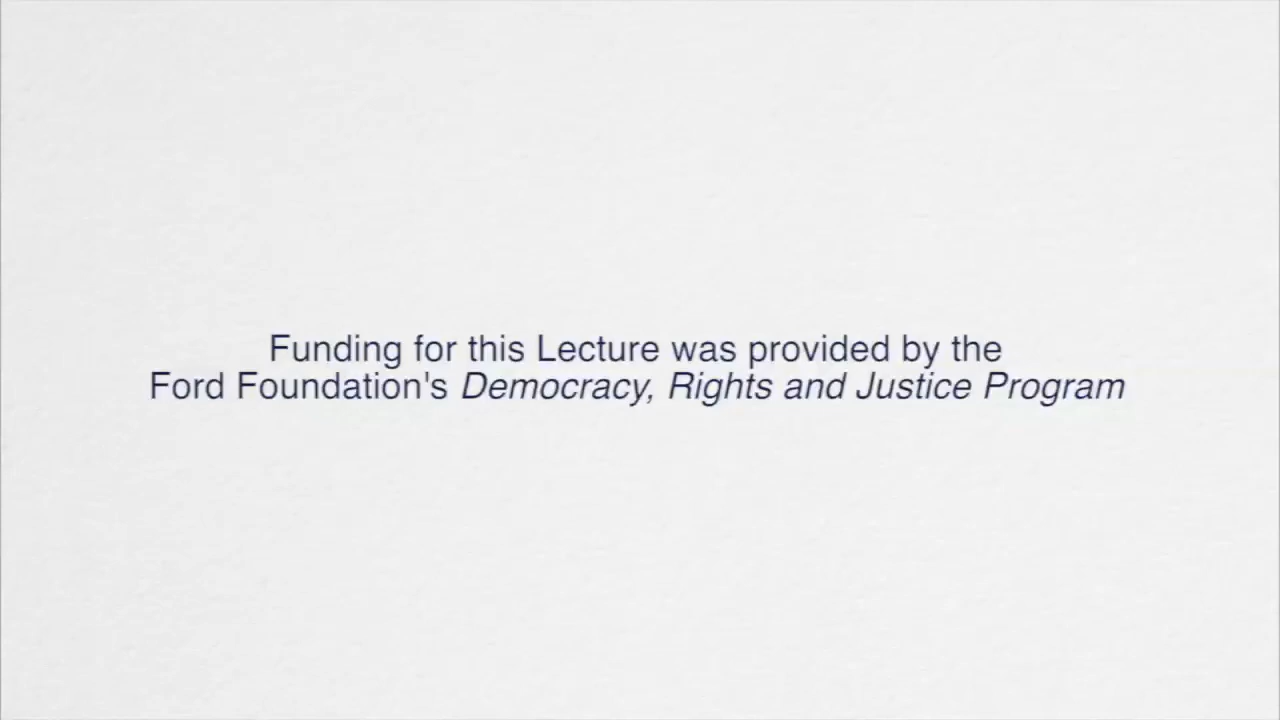 Funding for this Lecture was provided by the
Ford Foundation's Democracy, Rights and Justice Program